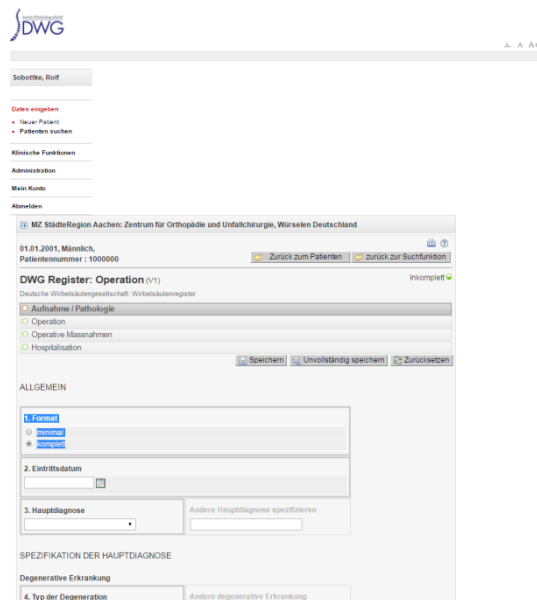 DWG
A- A A+
Sobottke, Rolf
Daten eingeben
Neuer Patient
Patienten suchen
Klinische Funktionen
Administration
Mein Konto
Abmelden
MZ StädteRegion Aachen: Zentrum für Orthopädie und Unfallchirurgie, Würselen Deutschland
01.01.2001, Männlich,
Patientennummer : 1000000
Zurück zum Patienten zurück zur Suchfunktion
DWG Register: Operation (V1) Inkomplett
Deutsche Wirbelsäulengesellschaft: Wirbelsäulenregister
Aufnahme / Pathologie
Operation
Operative Massnahmen
Hospitalisation
Speichern Unvollständig speichern Zurücksetzen
ALLGEMEIN
1. Format
minimal
komplett
2. Eintrittsdatum
3. Hauptdiagnose Andere Hauptdiagnose spezifizieren
SPEZIFIKATION DER HAUPTDIAGNOSE
Degenerative Erkrankung
4. Typ der Degeneration Andere degenerative Erkrankung